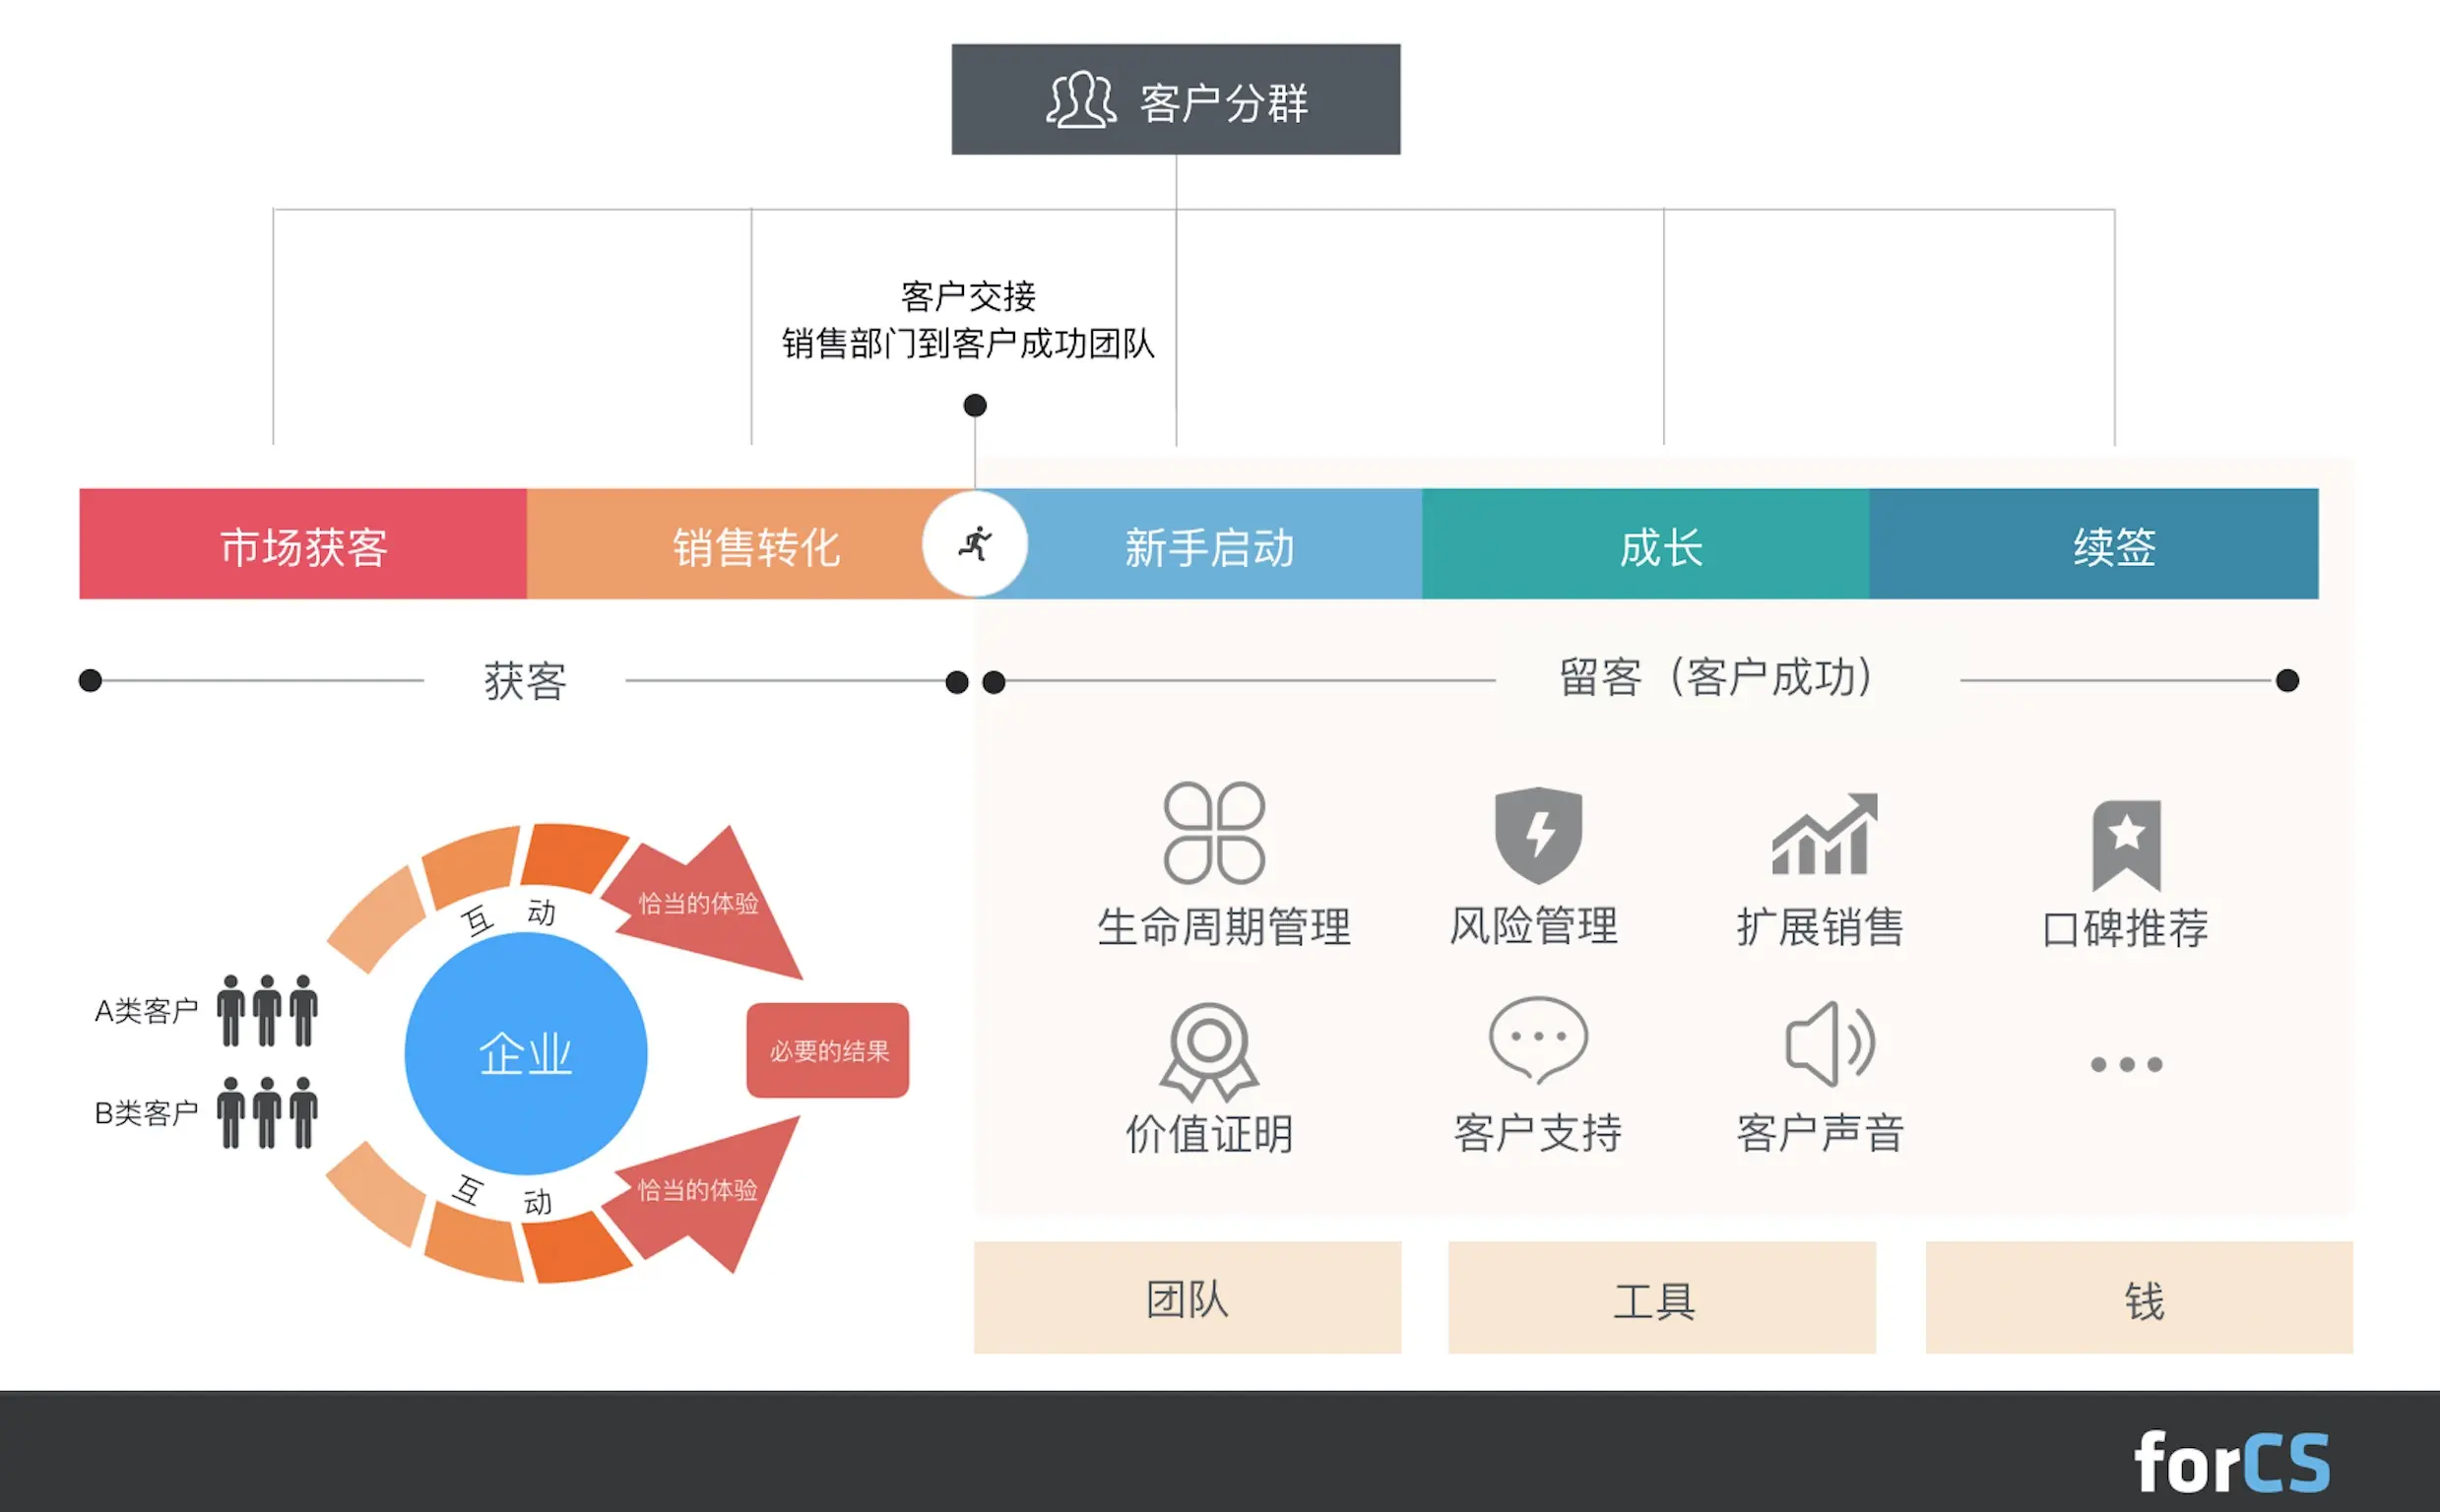 客户分群
客户交接
销售部门到客户成功团队
市场获客
销售转化
新手启动
成长
续签
获客
留客（客户成功）
互 动
恰当的体验
A类客户
B类客户
企业
必要的结果
互 动
恰当的体验
生命周期管理
风险管理
扩展销售
口碑推荐
价值证明
客户支持
客户声音
团队
工具
钱
forCS